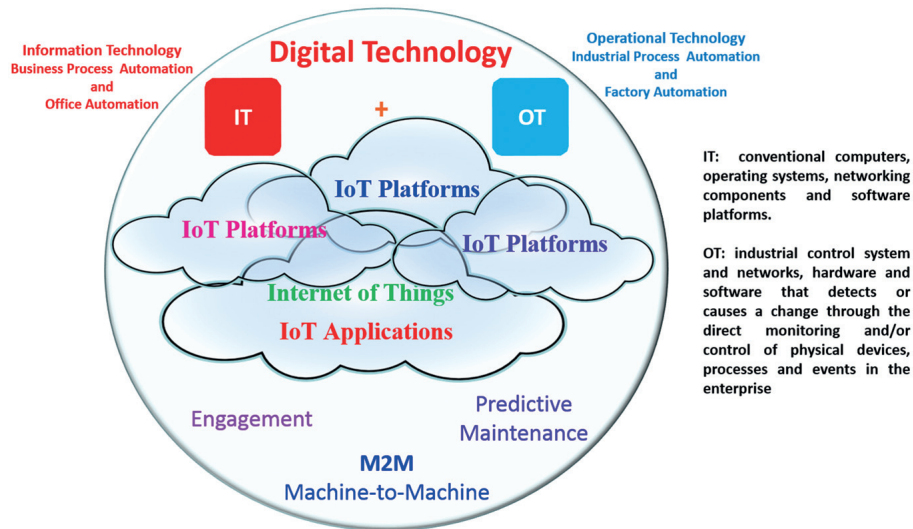 Digital Technology
Information Technology
Business Process Automation
and
Office Automation
Operational Technology
Industrial Process Automation
and
Factory Automation
IT
+
OT
IoT Platforms
IoT Platforms
IoT Platforms
Internet of Things
IoT Applications
Engagement
Predictive
Maintenance
M2M
Machine-to-Machine
IT: conventional computers,
operating systems, networking
components and software
platforms.
OT: industrial control system
and networks, hardware and
software that detects or
causes a change through the
direct monitoring and/or
control of physical devices,
processes and events in the
enterprise